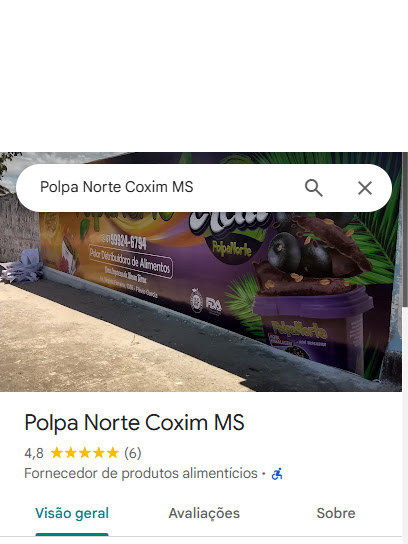 Polpa Norte Coxim MS
Açaí
PolpaNorte
99924-6794
Pelar Distribuidora de Alimentos
FDA
PolpaNorte
Polpa Norte Coxim MS
4,8 (6)
Fornecedor de produtos alimentícios ·
Visão geral
Avaliações
Sobre